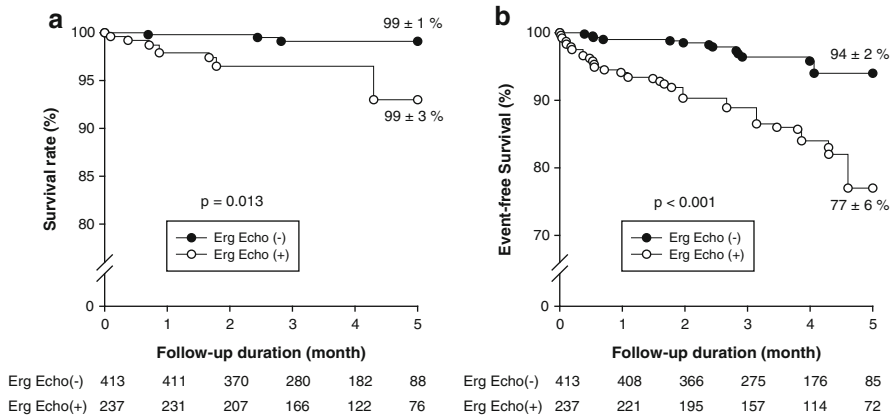 a
Survival rate (%)
100
95
90
85
80
0
99 ± 1 %
99 ± 3 %
p = 0.013
Erg Echo (-)
Erg Echo (+)
0 1 2 3 4 5
Follow-up duration (month)
Erg Echo(-) 413 411 370 280 182 88
Erg Echo(+) 237 231 207 166 122 76
b
Event-free Survival (%)
100
90
80
70
0
94 ± 2 %
77 ± 6 %
p < 0.001
Erg Echo (-)
Erg Echo (+)
0 1 2 3 4 5
Follow-up duration (month)
Erg Echo(-) 413 408 366 275 176 85
Erg Echo(+) 237 221 195 157 114 72